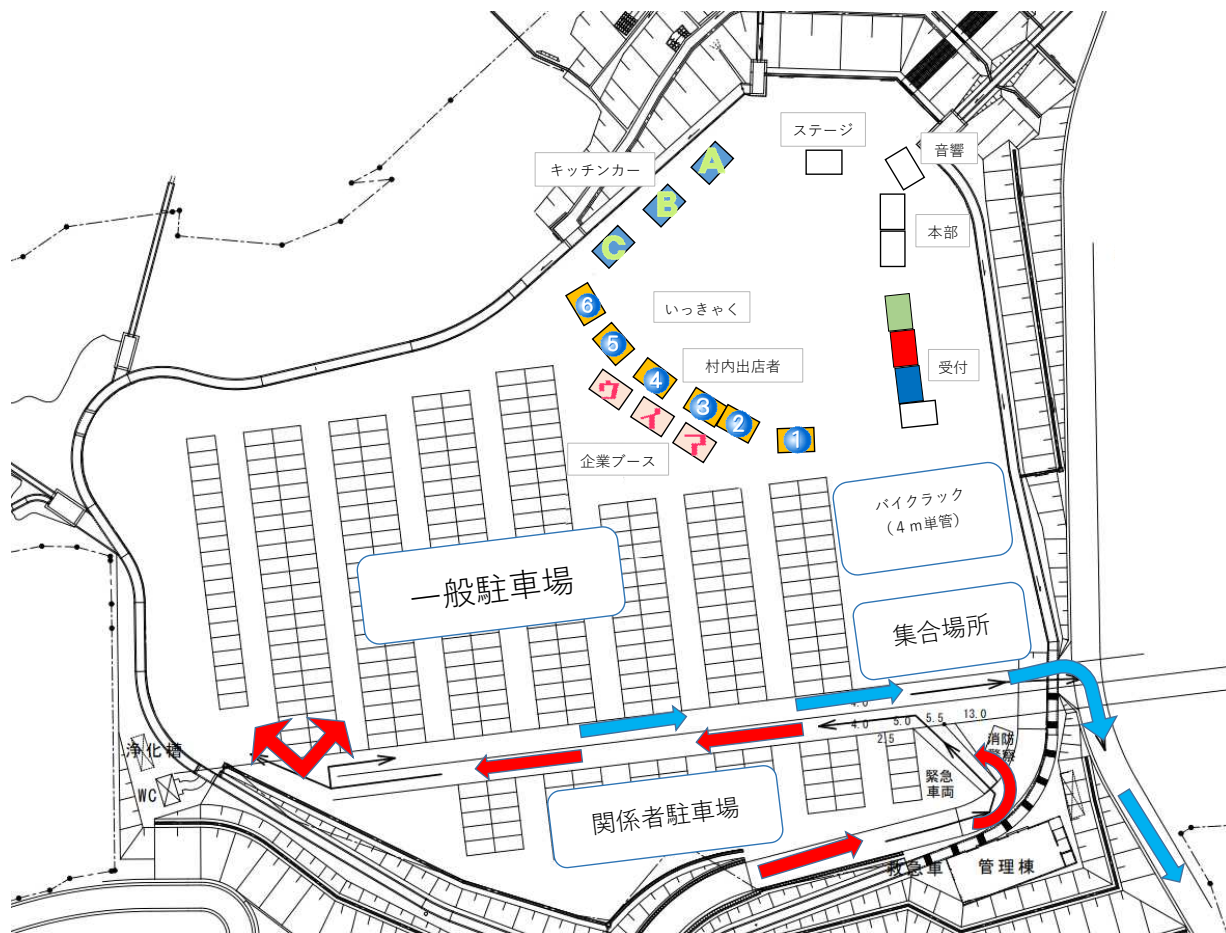 ステージ
音響
キッチンカー
A
B
C
本部
いっきゃく
6
5
村内出店者
受付
4
3
2
1
ウ
イ
ア
企業ブース
バイクラック
（４ｍ単管）
一般駐車場
集合場所
4.0
4.0
5.0
5.5
13.0
2.5
浄化槽
WC
消防
警察
緊急
車両
関係者駐車場
救急車
管理棟